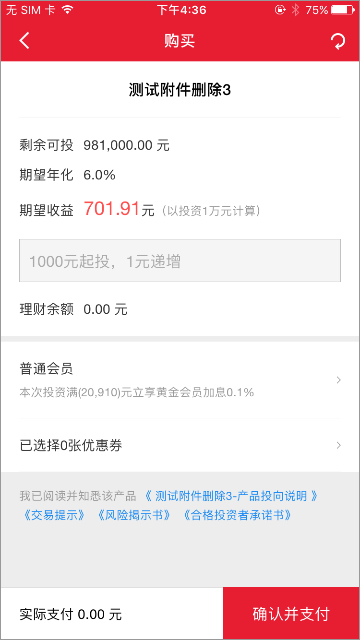 无 SIM 卡 下午4:36 75%
购买
测试附件删除3
剩余可投 981,000.00 元
期望年化 6.0%
期望收益 701.91元（以投资1万元计算）
1000元起投，1元递增
理财余额 0.00 元
普通会员
本次投资满(20,910)元立享黄金会员加息0.1%
已选择0张优惠券
我已阅读并知悉该产品 《 测试附件删除3-产品投向说明 》
《交易提示》 《风险揭示书》 《合格投资者承诺书》
实际支付 0.00 元 确认并支付